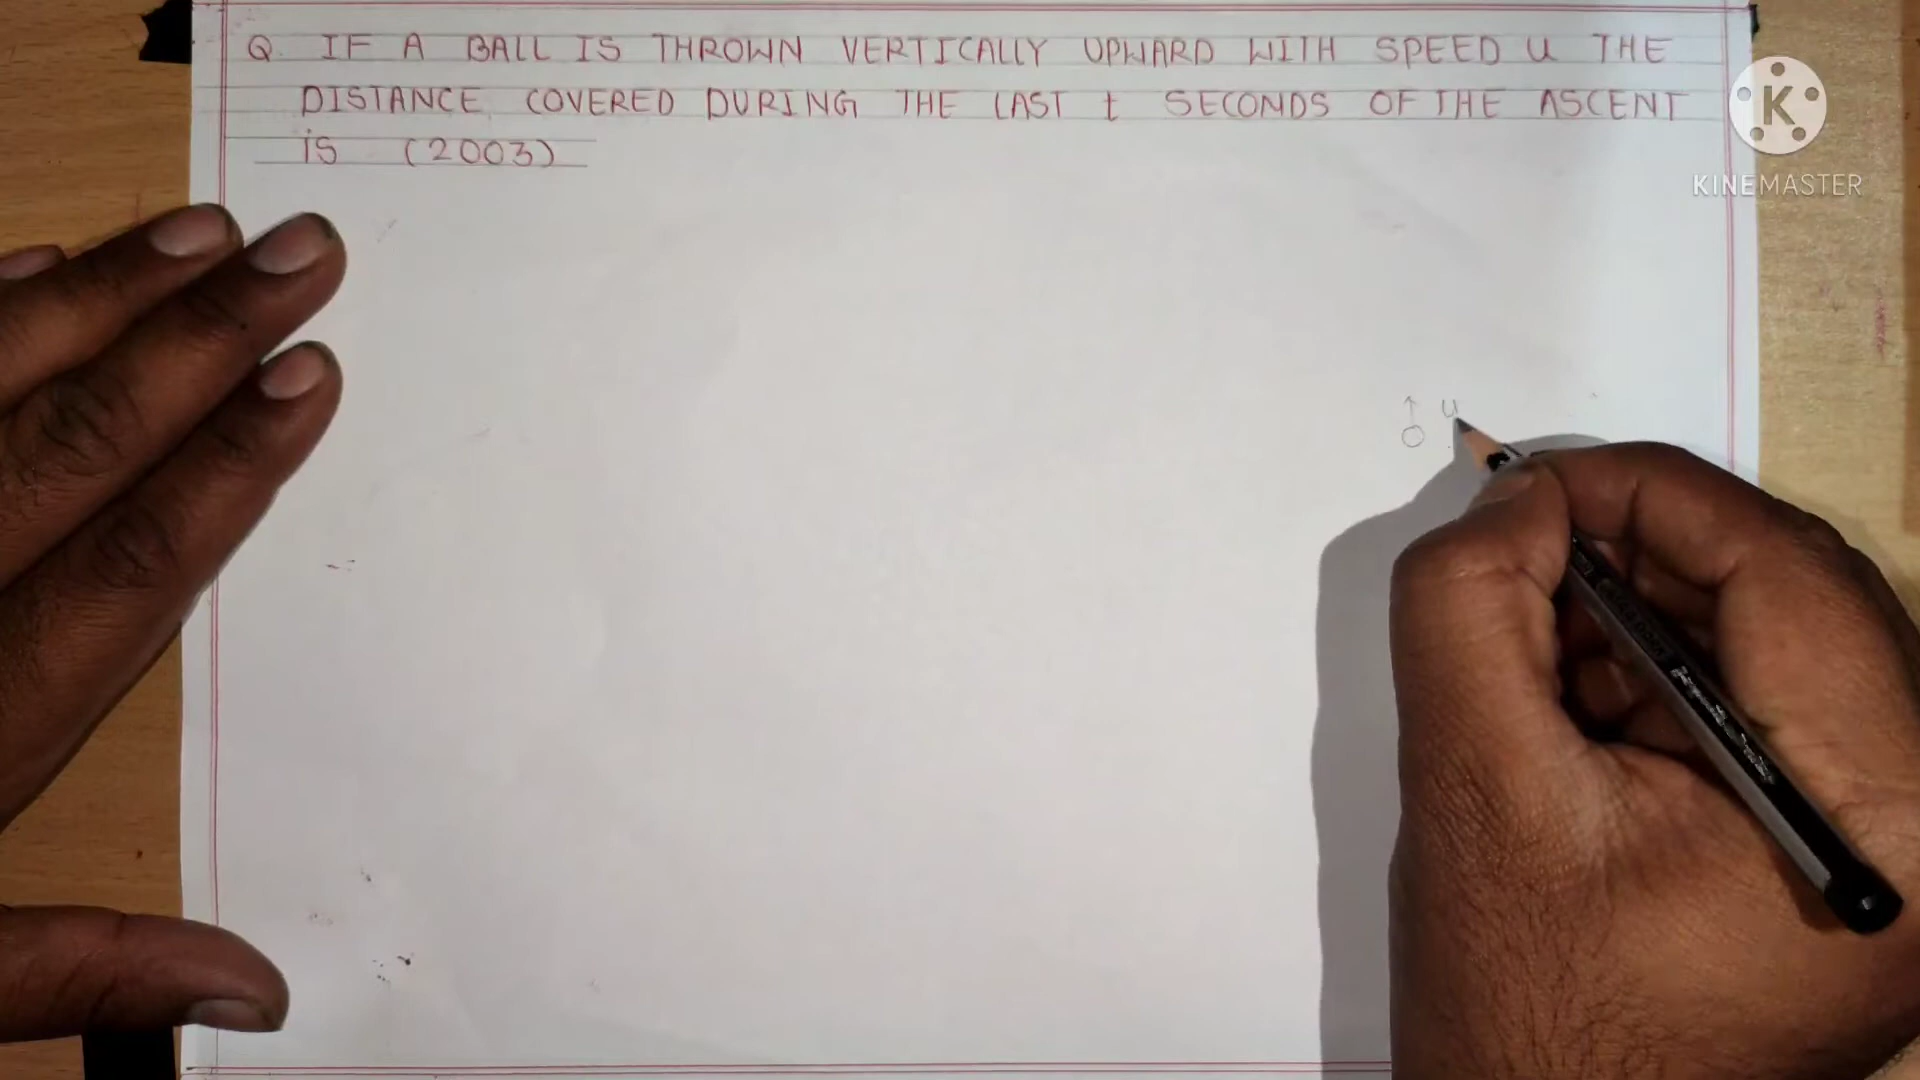 Q. IF A BALL IS THROWN VERTICALLY UPWARD WITH SPEED U THE
DISTANCE COVERED DURING THE LAST t SECONDS OF THE ASCENT
is (2003)
K
KINEMASTER
u